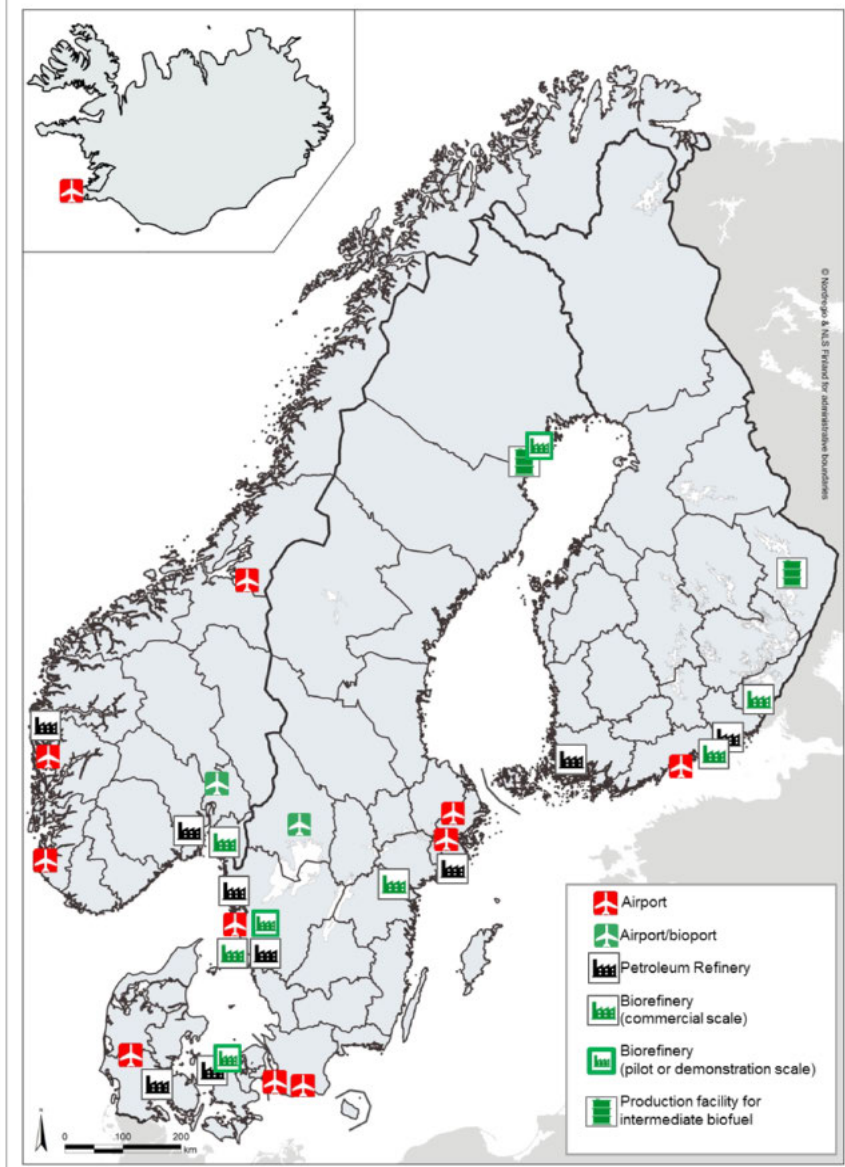 © Nordregio & NLS Finland for administrative boundaries
Airport
Airport/bioport
Petroleum Refinery
Biorefinery
(commercial scale)
Biorefinery
(pilot or demonstration scale)
Production facility for
intermediate biofuel
N
0 100 200
km